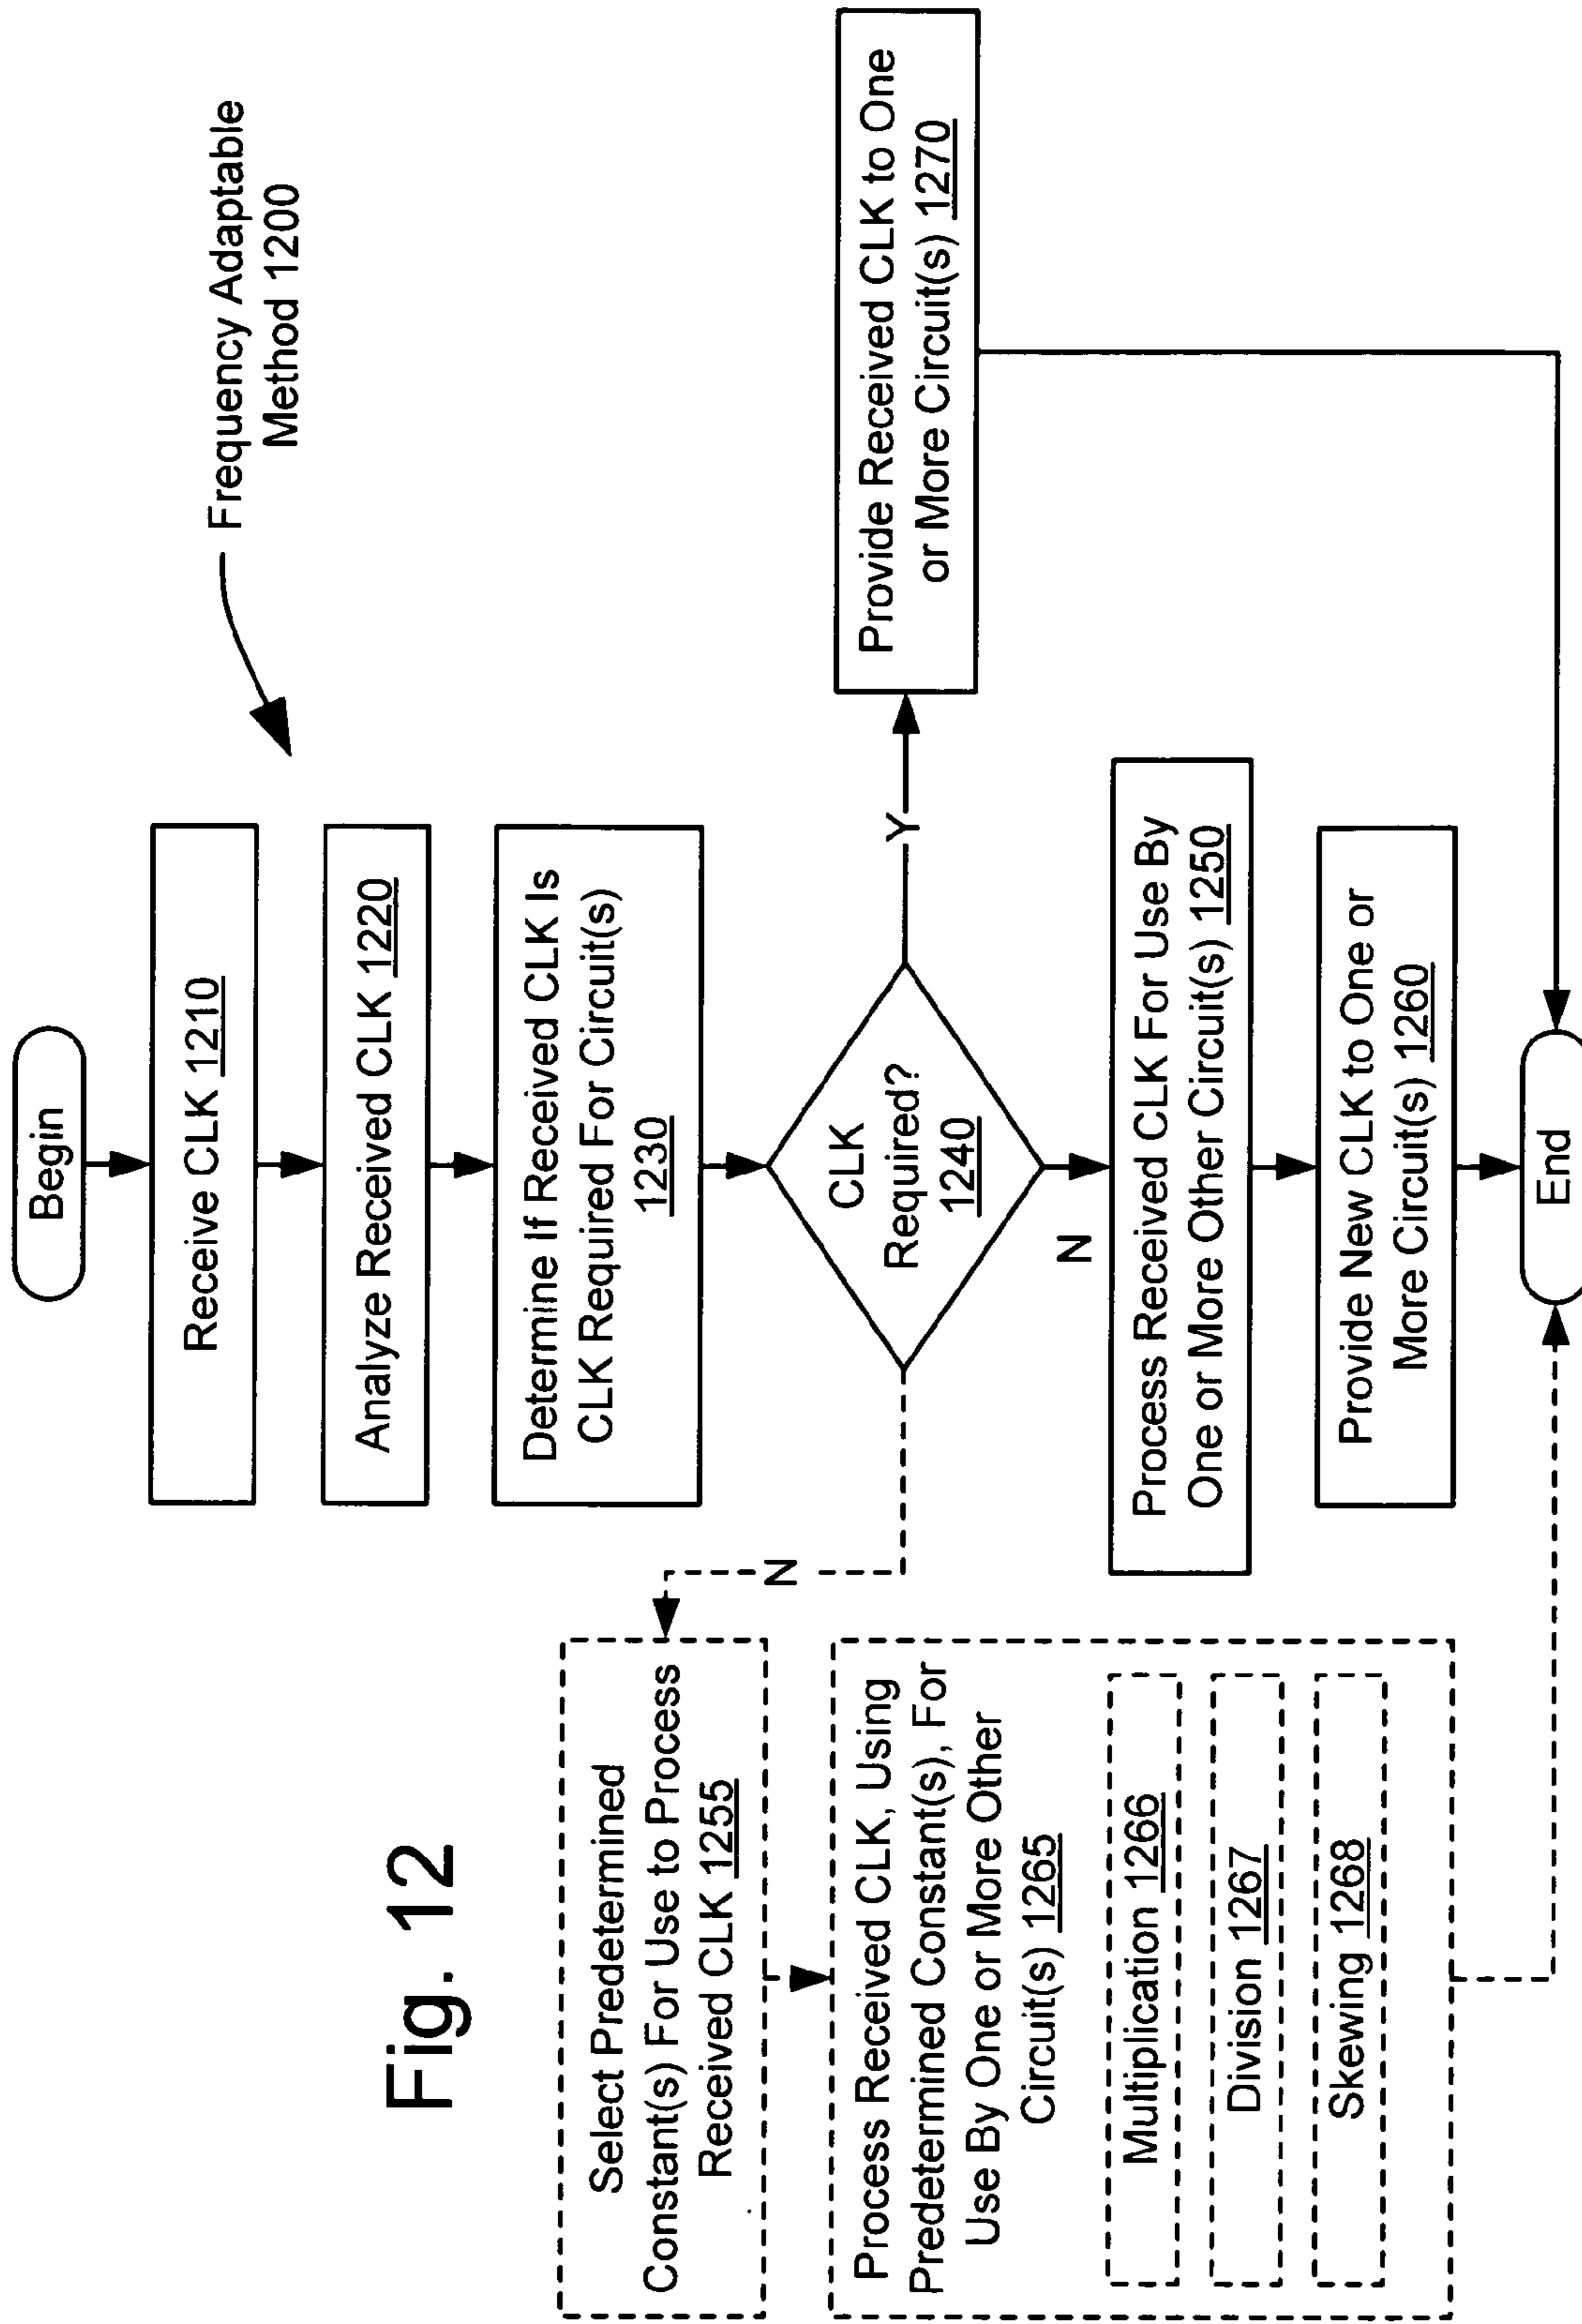 Fig. 12
Frequency Adaptable
Method 1200
Begin
Receive CLK 1210
Analyze Received CLK 1220
Determine If Received CLK Is
CLK Required For Circuit(s)
1230
CLK
Required?
1240
Y
N
N
Provide Received CLK to One
or More Circuit(s) 1270
Process Received CLK For Use By
One or More Other Circuit(s) 1250
Provide New CLK to One or
More Circuit(s) 1260
Select Predetermined
Constant(s) For Use to Process
Received CLK 1255
Process Received CLK, Using
Predetermined Constant(s), For
Use By One or More Other
Circuit(s) 1265
Multiplication 1266
Division 1267
Skewing 1268
End